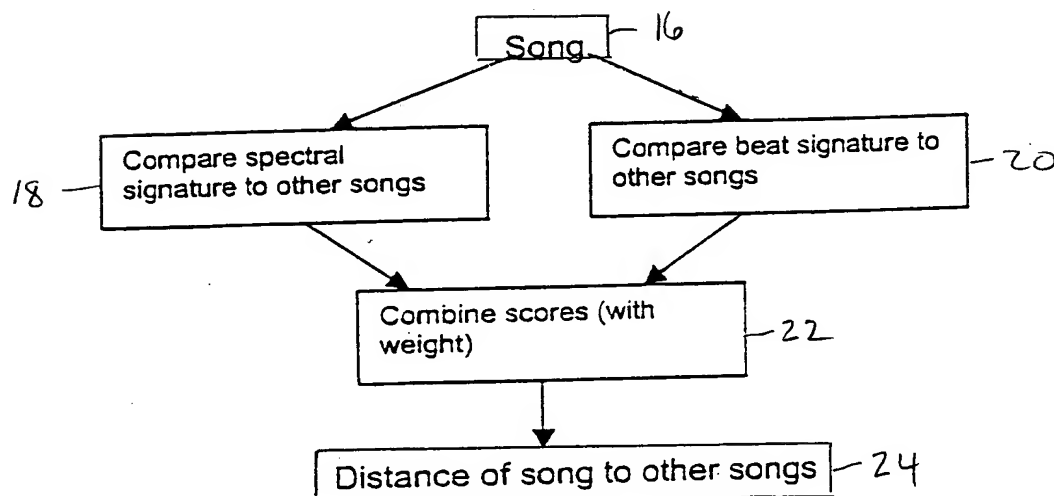 Song
16
Compare spectral
signature to other songs
18
Compare beat signature to
other songs
20
Combine scores (with
weight)
22
Distance of song to other songs
24